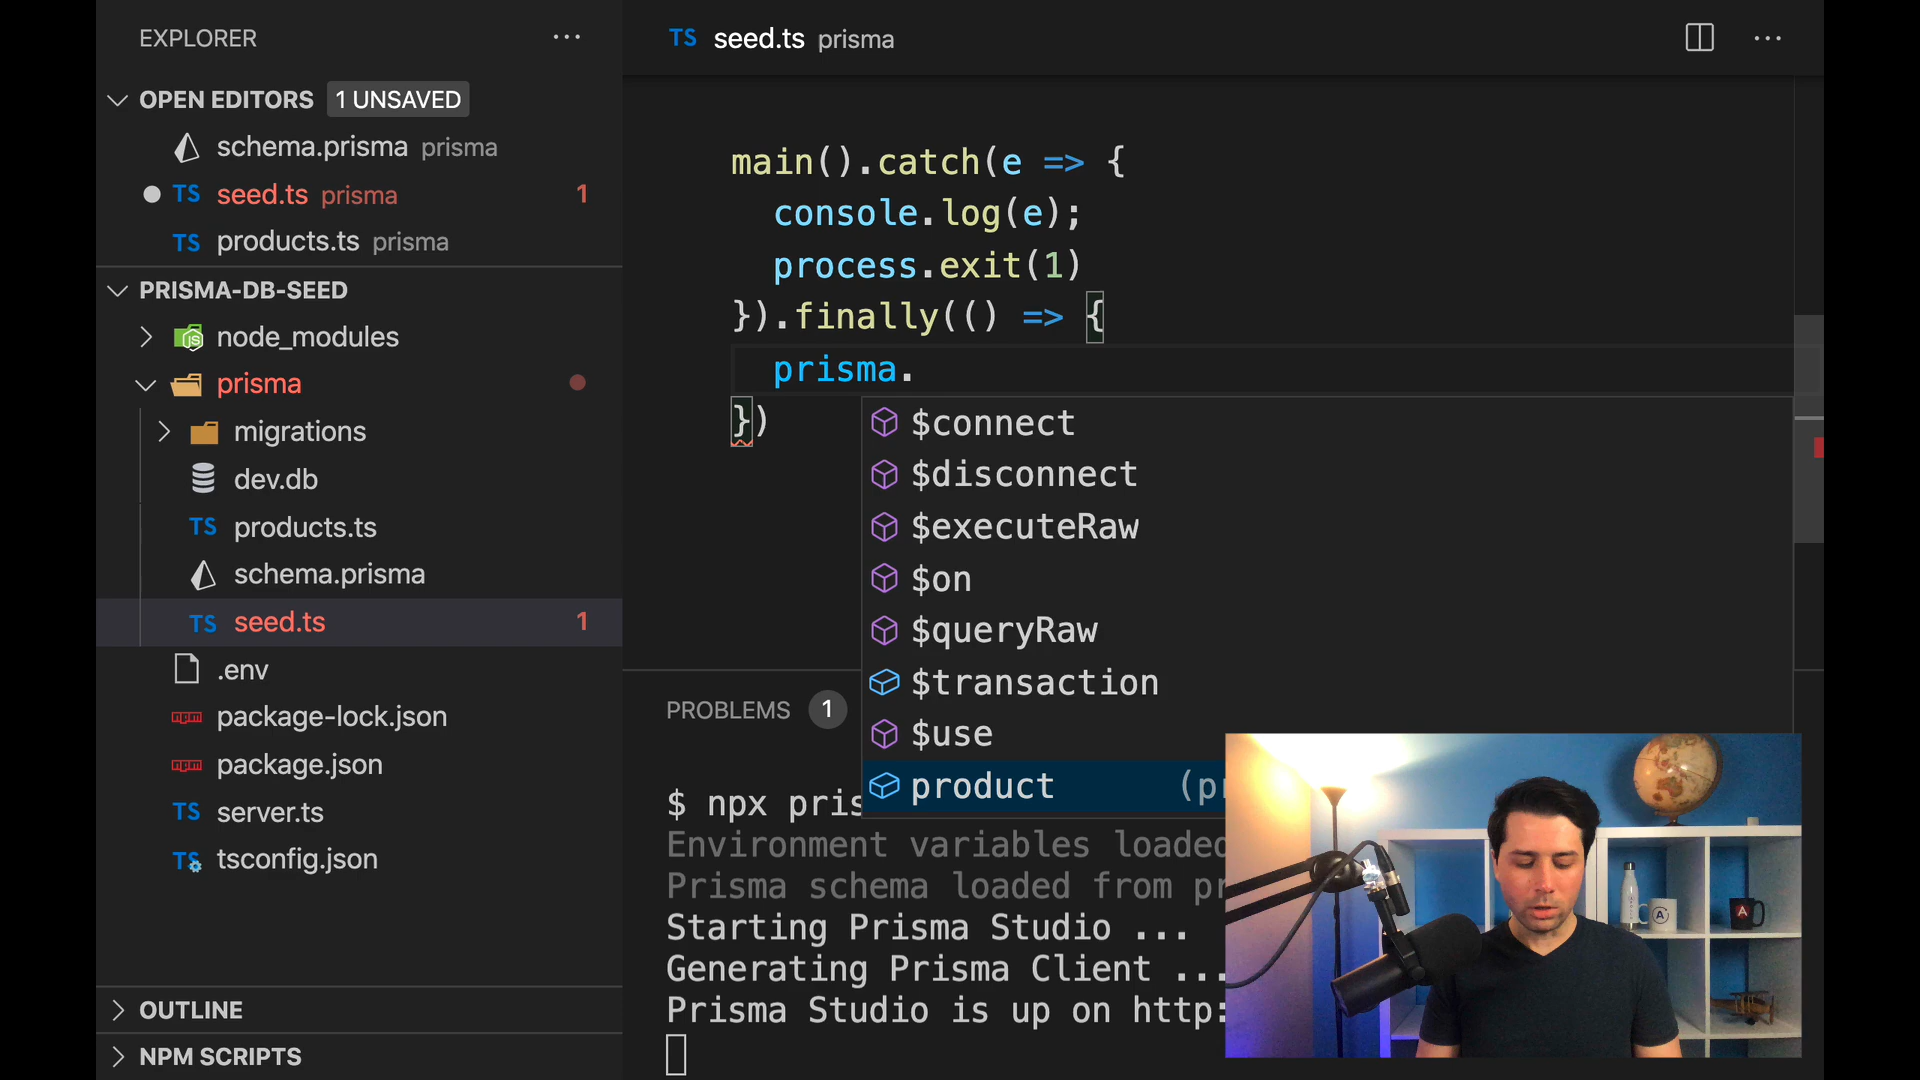 EXPLORER
OPEN EDITORS 1 UNSAVED
schema.prisma prisma
TS seed.ts prisma 1
TS products.ts prisma
PRISMA-DB-SEED
node_modules
prisma
migrations
dev.db
TS products.ts
schema.prisma
TS seed.ts 1
.env
package-lock.json
package.json
TS server.ts
TS tsconfig.json
OUTLINE
NPM SCRIPTS
TS seed.ts prisma
main().catch(e => {
console.log(e);
process.exit(1)
}).finally(() => {
prisma.
})
$connect
$disconnect
$executeRaw
$on
$queryRaw
$transaction
$use
product (pr
PROBLEMS 1
$ npx pris
Environment variables loaded
Prisma schema loaded from pr
Starting Prisma Studio ...
Generating Prisma Client ...
Prisma Studio is up on http:
A
A